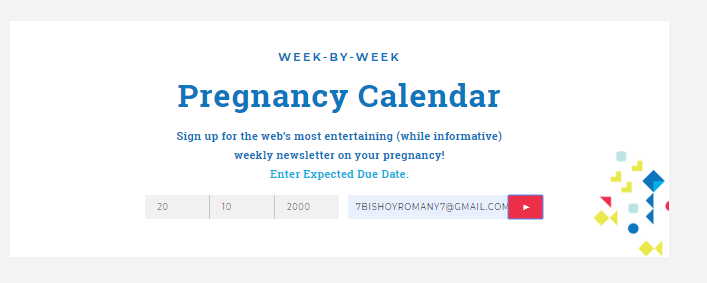 WEEK-BY-WEEK
Pregnancy Calendar
Sign up for the web's most entertaining (while informative)
weekly newsletter on your pregnancy!
Enter Expected Due Date.
20 10 2000 7BISHOYROMANY7@GMAIL.COM